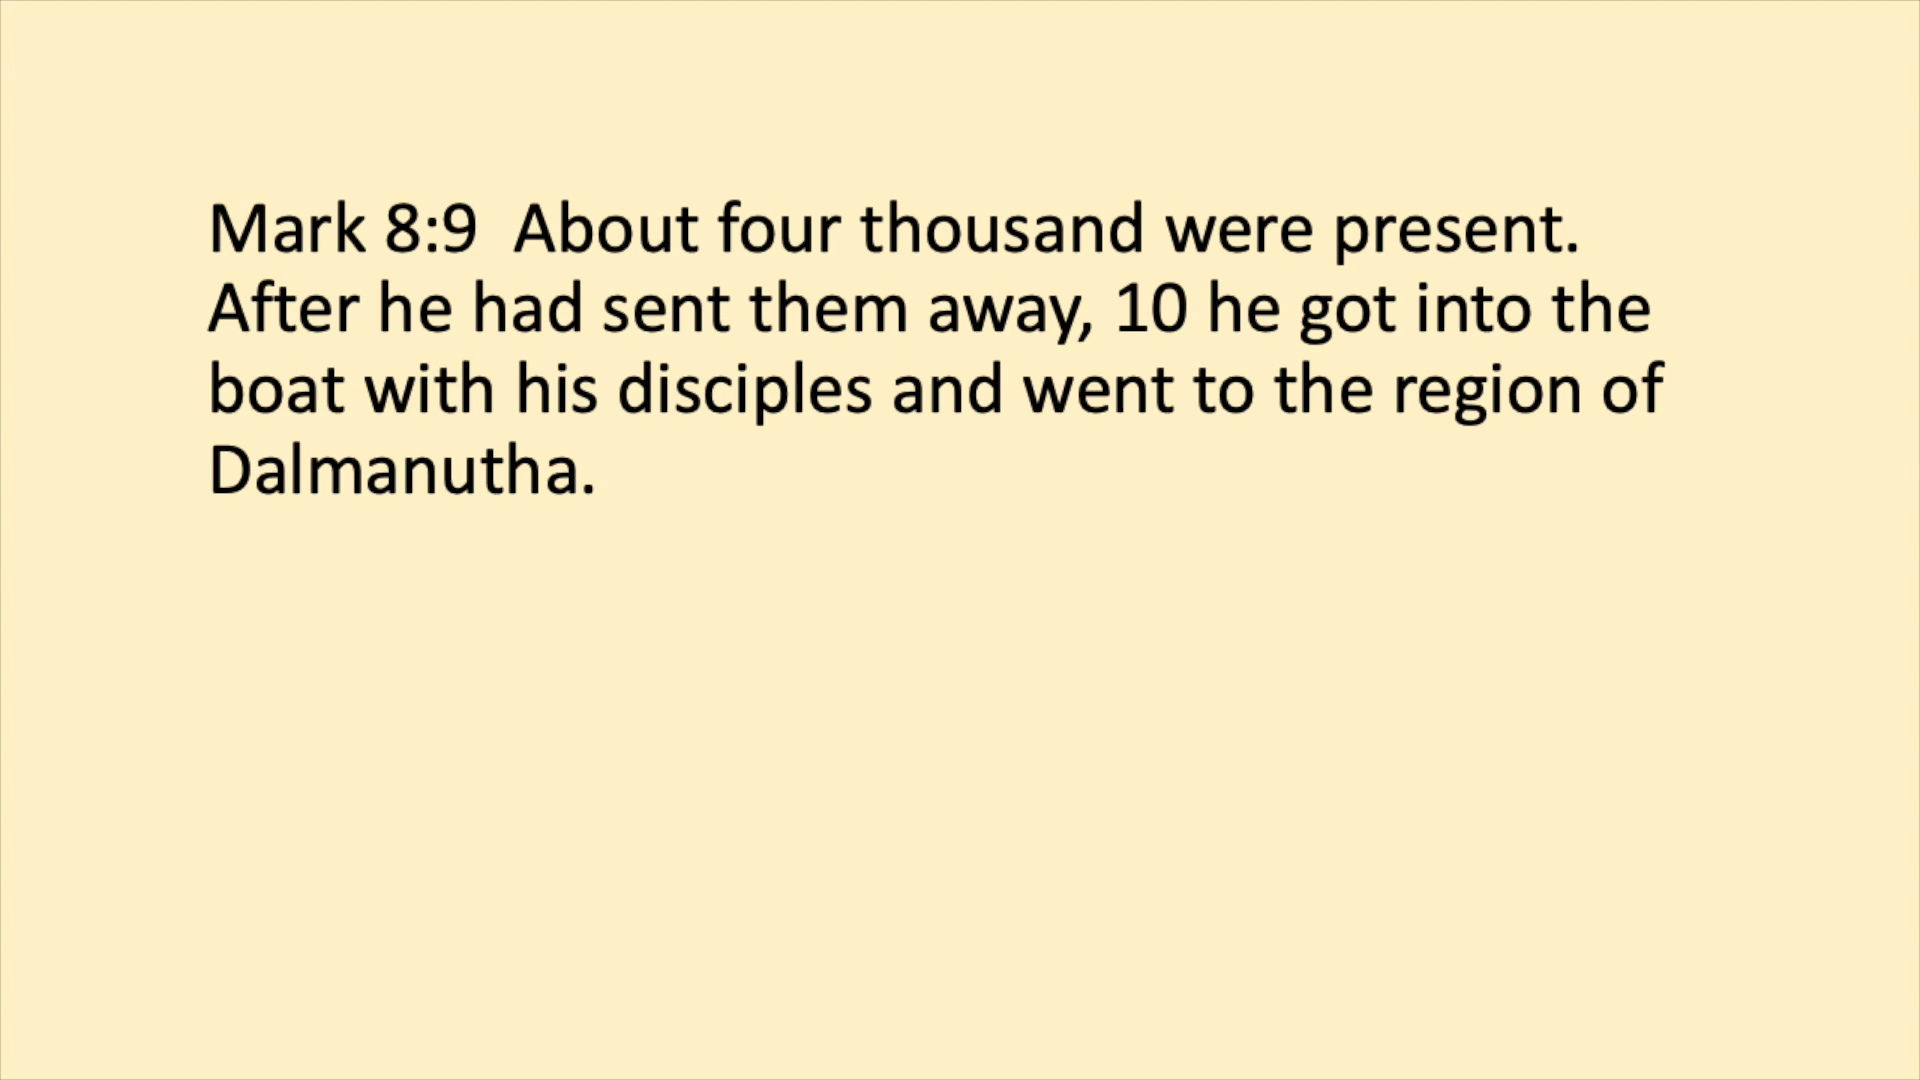 Mark 8:9  About four thousand were present.
After he had sent them away, 10 he got into the
boat with his disciples and went to the region of
Dalmanutha.